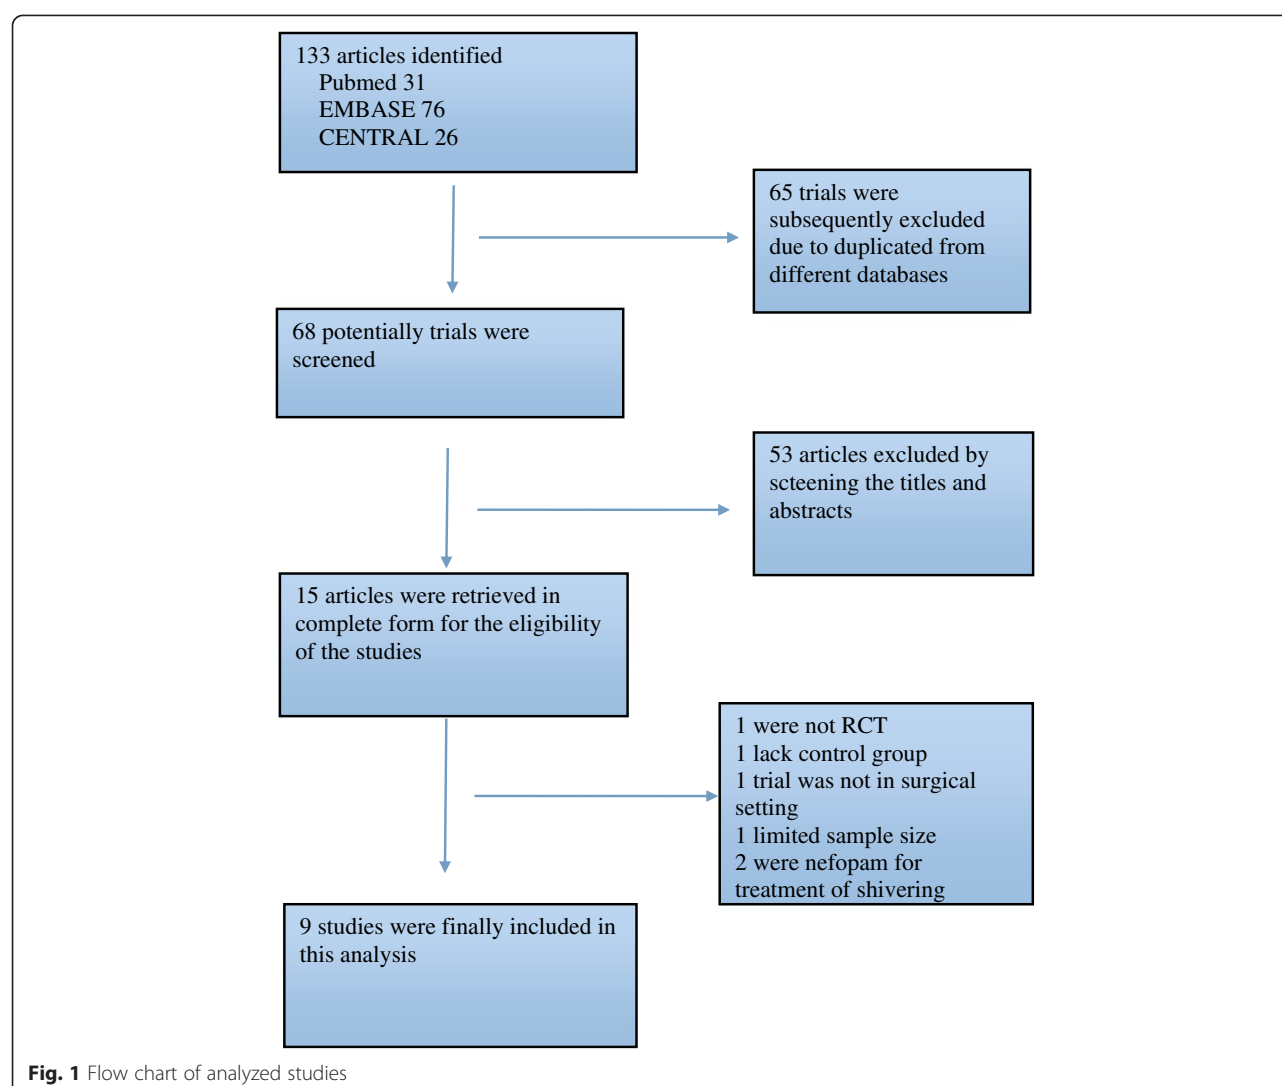 133 articles identified
Pubmed 31
EMBASE 76
CENTRAL 26
65 trials were
subsequently excluded
due to duplicated from
different databases
68 potentially trials were
screened
53 articles excluded by
scteening the titles and
abstracts
15 articles were retrieved in
complete form for the eligibility
of the studies
1 were not RCT
1 lack control group
1 trial was not in surgical
setting
1 limited sample size
2 were nefopam for
treatment of shivering
9 studies were finally included in
this analysis
Fig. 1 Flow chart of analyzed studies